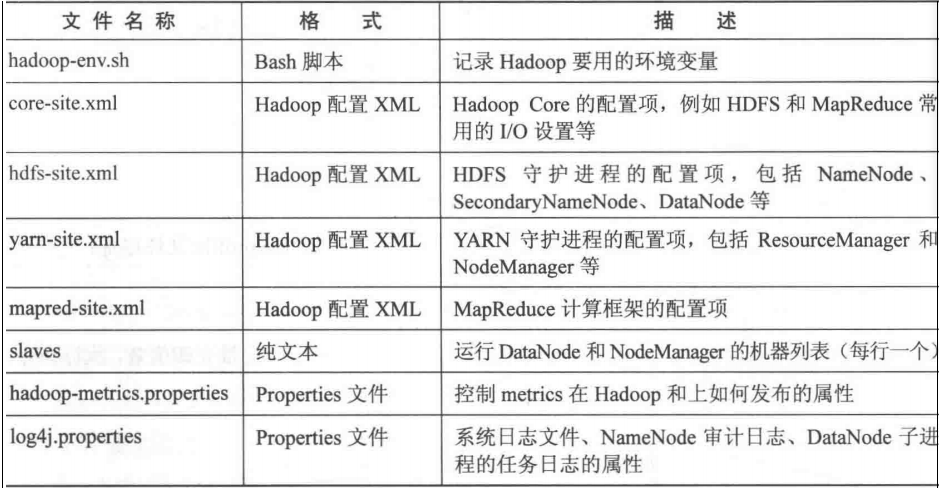 文件名称 格式 描述
hadoop-env.sh Bash 脚本 记录 Hadoop 要用的环境变量
core-site.xml Hadoop 配置 XML Hadoop Core 的配置项，例如 HDFS 和 MapReduce 常
用的 I/O 设置等
hdfs-site.xml Hadoop 配置 XML HDFS 守护进程的配置项，包括 NameNode、
SecondaryNameNode、DataNode 等
yarn-site.xml Hadoop 配置 XML YARN 守护进程的配置项，包括 ResourceManager 和
NodeManager 等
mapred-site.xml Hadoop 配置 XML MapReduce 计算框架的配置项
slaves 纯文本 运行 DataNode 和 NodeManager 的机器列表（每行一个）
hadoop-metrics.properties Properties 文件 控制 metrics 在 Hadoop 和上如何发布的属性
log4j.properties Properties 文件 系统日志文件、NameNode 审计日志、DataNode 子进
程的任务日志的属性